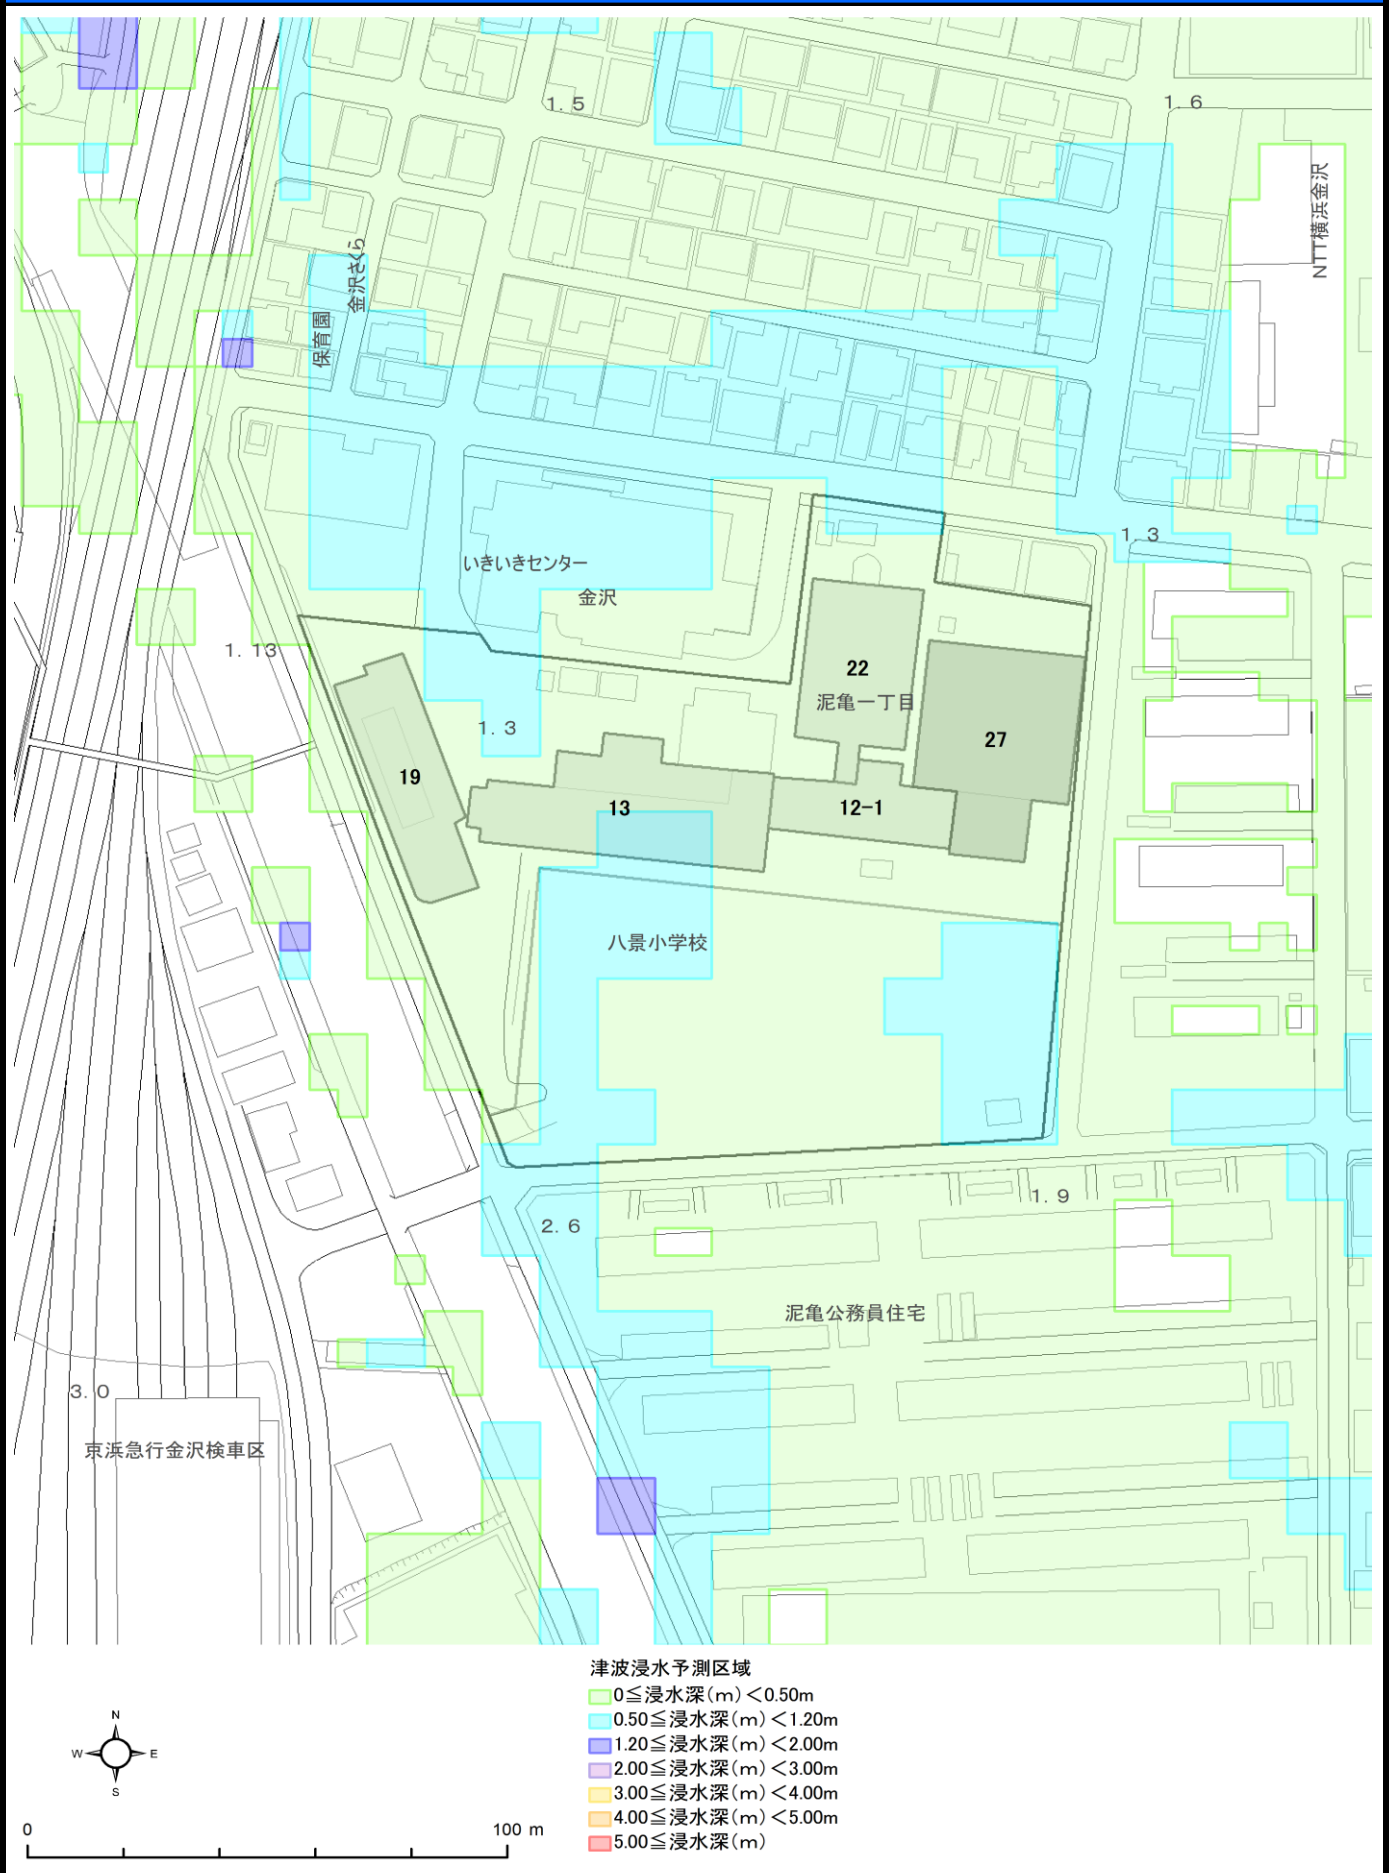 1.5
1.6
NTT横浜金沢
金沢さくら
保育園
1.3
いきいきセンター
金沢
1.13
22
泥亀一丁目
1.3
27
19
13
12-1
八景小学校
1.9
2.6
泥亀公務員住宅
3.0
京浜急行金沢検車区
津波浸水予測区域
0≦浸水深(m)<0.50m
0.50≦浸水深(m)<1.20m
1.20≦浸水深(m)<2.00m
2.00≦浸水深(m)<3.00m
3.00≦浸水深(m)<4.00m
4.00≦浸水深(m)<5.00m
5.00≦浸水深(m)
N
W E
S
0 100 m